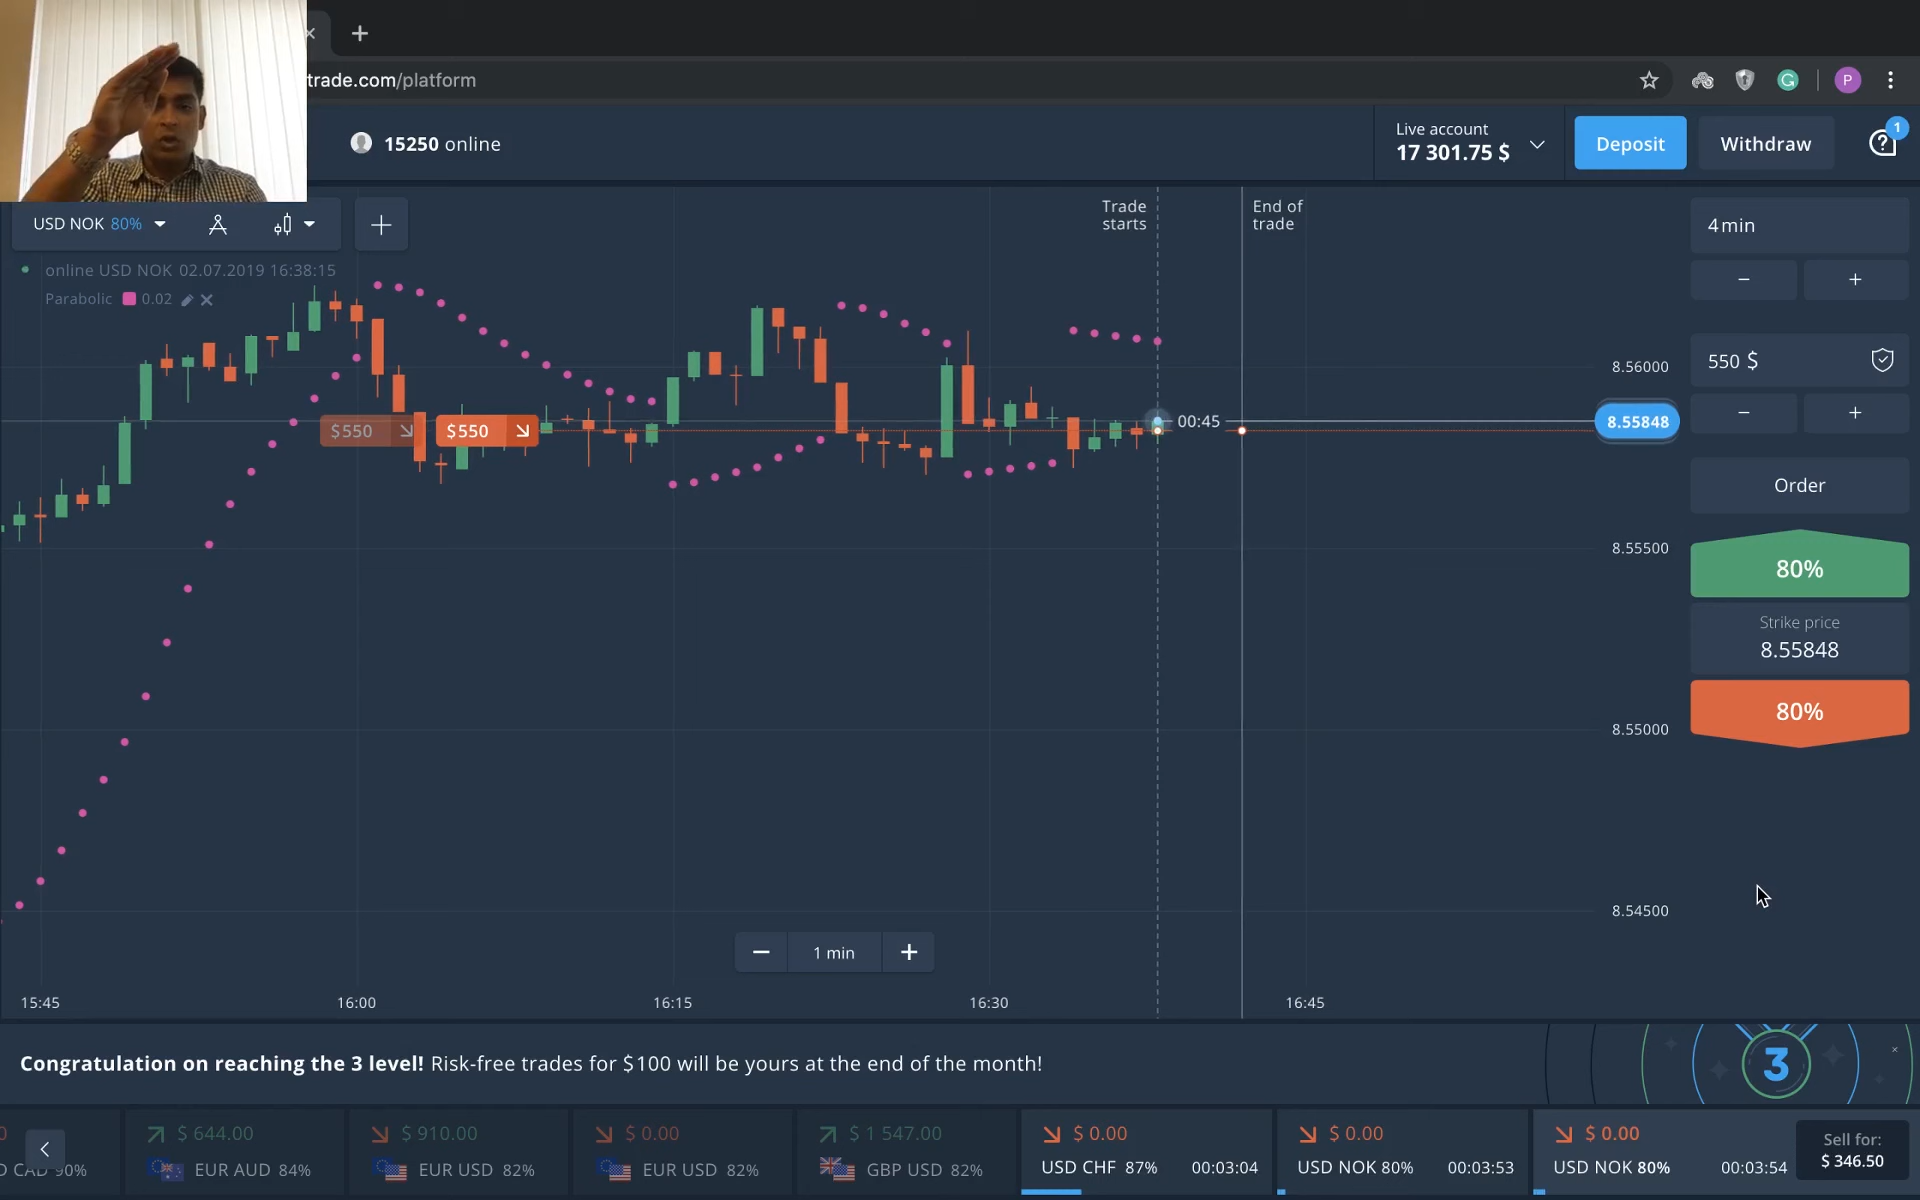 trade.com/platform
P
15250 online
Live account
17 301.75 $
Deposit
Withdraw
1
USD NOK 80%
Trade starts
End of trade
4 min
online USD NOK 02.07.2019 16:38:15
Parabolic 0.02
550 $
8.56000
$550
$550
00:45
8.55848
Order
8.55500
80%
Strike price
8.55848
80%
8.55000
8.54500
1 min
15:45
16:00
16:15
16:30
16:45
Congratulation on reaching the 3 level! Risk-free trades for $100 will be yours at the end of the month!
3
0
D CAD 90%
$ 644.00
EUR AUD 84%
$ 910.00
EUR USD 82%
$ 0.00
EUR USD 82%
$ 1 547.00
GBP USD 82%
$ 0.00
USD CHF 87% 00:03:04
$ 0.00
USD NOK 80% 00:03:53
$ 0.00
USD NOK 80% 00:03:54
Sell for:
$ 346.50